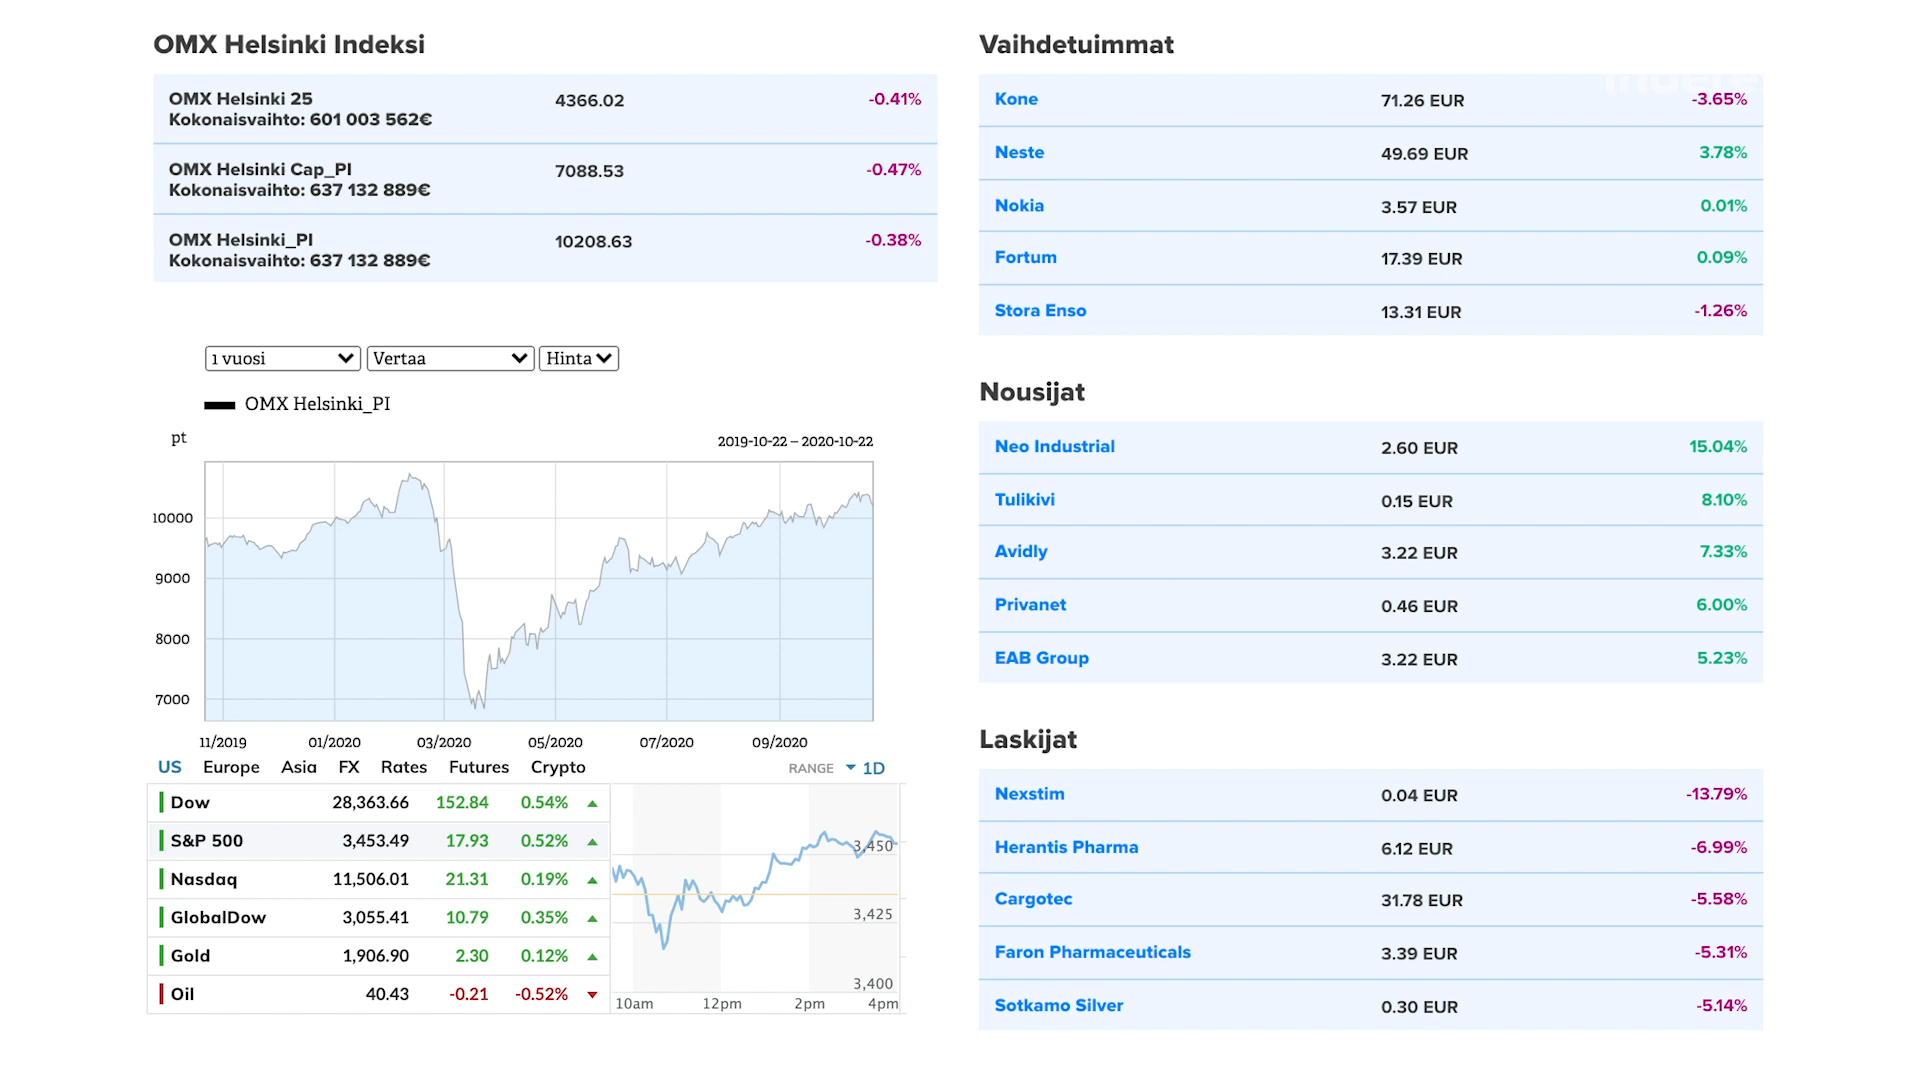 OMX Helsinki Indeksi
OMX Helsinki 25 4366.02 -0.41%
Kokonaisvaihto: 601 003 562€
OMX Helsinki Cap_PI 7088.53 -0.47%
Kokonaisvaihto: 637 132 889€
OMX Helsinki_PI 10208.63 -0.38%
Kokonaisvaihto: 637 132 889€
1 vuosi Vertaa Hinta
OMX Helsinki_PI
pt 2019-10-22 – 2020-10-22
10000
9000
8000
7000
11/2019 01/2020 03/2020 05/2020 07/2020 09/2020
US Europe Asia FX Rates Futures Crypto RANGE 1D
Dow 28,363.66 152.84 0.54%
S&P 500 3,453.49 17.93 0.52%
Nasdaq 11,506.01 21.31 0.19%
GlobalDow 3,055.41 10.79 0.35%
Gold 1,906.90 2.30 0.12%
Oil 40.43 -0.21 -0.52%
3,450
3,425
3,400
10am 12pm 2pm 4pm
Vaihdetuimmat
Kone 71.26 EUR -3.65%
Neste 49.69 EUR 3.78%
Nokia 3.57 EUR 0.01%
Fortum 17.39 EUR 0.09%
Stora Enso 13.31 EUR -1.26%
Nousijat
Neo Industrial 2.60 EUR 15.04%
Tulikivi 0.15 EUR 8.10%
Avidly 3.22 EUR 7.33%
Privanet 0.46 EUR 6.00%
EAB Group 3.22 EUR 5.23%
Laskijat
Nexstim 0.04 EUR -13.79%
Herantis Pharma 6.12 EUR -6.99%
Cargotec 31.78 EUR -5.58%
Faron Pharmaceuticals 3.39 EUR -5.31%
Sotkamo Silver 0.30 EUR -5.14%